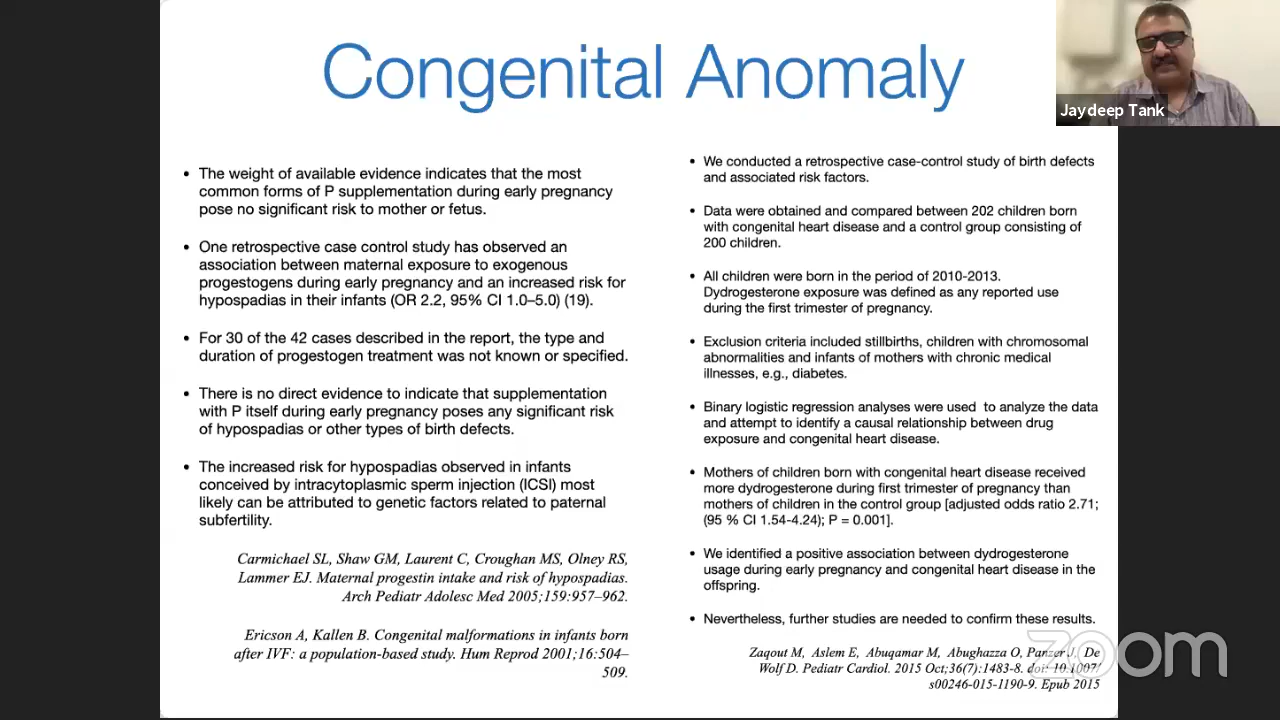 Congenital Anomaly
Jaydeep Tank
• The weight of available evidence indicates that the most
common forms of P supplementation during early pregnancy
pose no significant risk to mother or fetus.
• One retrospective case control study has observed an
association between maternal exposure to exogenous
progestogens during early pregnancy and an increased risk for
hypospadias in their infants (OR 2.2, 95% CI 1.0–5.0) (19).
• For 30 of the 42 cases described in the report, the type and
duration of progestogen treatment was not known or specified.
• There is no direct evidence to indicate that supplementation
with P itself during early pregnancy poses any significant risk
of hypospadias or other types of birth defects.
• The increased risk for hypospadias observed in infants
conceived by intracytoplasmic sperm injection (ICSI) most
likely can be attributed to genetic factors related to paternal
subfertility.
Carmichael SL, Shaw GM, Laurent C, Croughan MS, Olney RS,
Lammer EJ. Maternal progestin intake and risk of hypospadias.
Arch Pediatr Adolesc Med 2005;159:957–962.
Ericson A, Kallen B. Congenital malformations in infants born
after IVF: a population-based study. Hum Reprod 2001;16:504–
509.
• We conducted a retrospective case-control study of birth defects
and associated risk factors.
• Data were obtained and compared between 202 children born
with congenital heart disease and a control group consisting of
200 children.
• All children were born in the period of 2010-2013.
Dydrogesterone exposure was defined as any reported use
during the first trimester of pregnancy.
• Exclusion criteria included stillbirths, children with chromosomal
abnormalities and infants of mothers with chronic medical
illnesses, e.g., diabetes.
• Binary logistic regression analyses were used  to analyze the data
and attempt to identify a causal relationship between drug
exposure and congenital heart disease.
• Mothers of children born with congenital heart disease received
more dydrogesterone during first trimester of pregnancy than
mothers of children in the control group [adjusted odds ratio 2.71;
(95 % CI 1.54-4.24); P = 0.001].
• We identified a positive association between dydrogesterone
usage during early pregnancy and congenital heart disease in the
offspring.
• Nevertheless, further studies are needed to confirm these results.
Zaqout M, Aslem E, Abuqamar M, Abughazza O, Panzer J, De
Wolf D. Pediatr Cardiol. 2015 Oct;36(7):1483-8. doi: 10.1007/
s00246-015-1190-9. Epub 2015
zoom